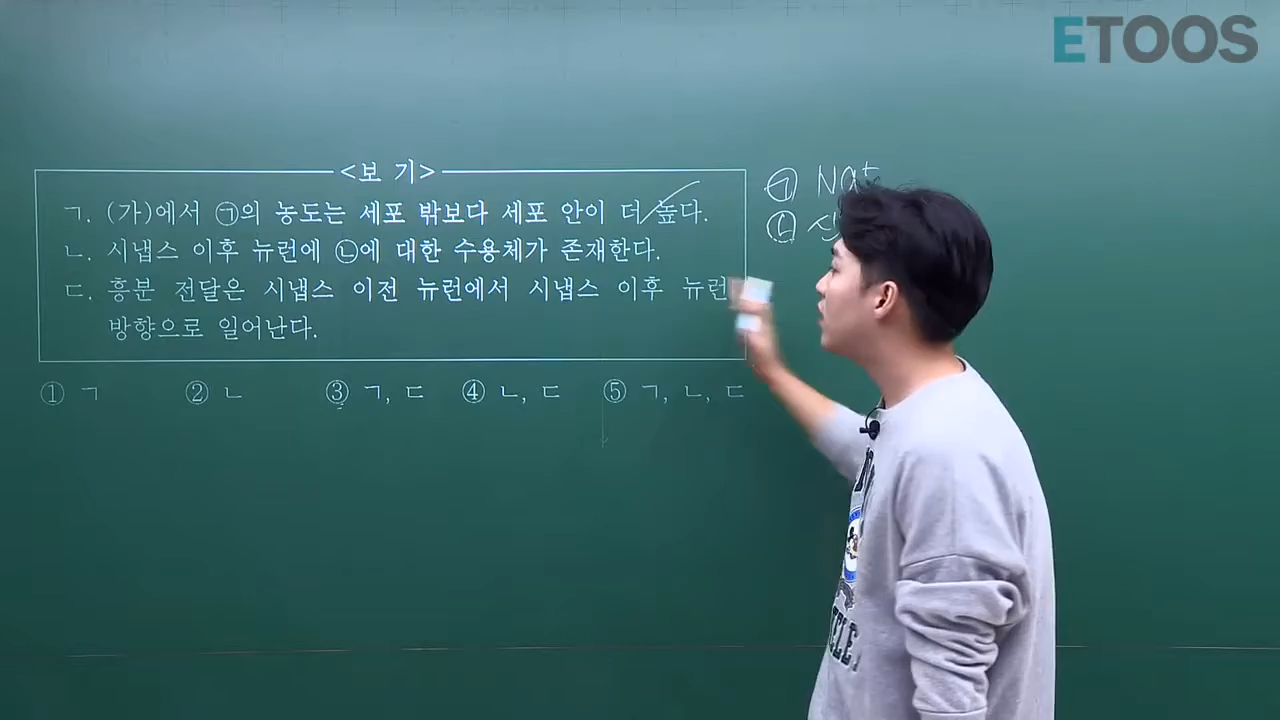 ETOOS
<보 기>
ㄱ. (가)에서 ㉠의 농도는 세포 밖보다 세포 안이 더 높다.
ㄴ. 시냅스 이후 뉴런에 ㉡에 대한 수용체가 존재한다.
ㄷ. 흥분 전달은 시냅스 이전 뉴런에서 시냅스 이후 뉴런
방향으로 일어난다.
① ㄱ ② ㄴ ③ ㄱ, ㄷ ④ ㄴ, ㄷ ⑤ ㄱ, ㄴ, ㄷ
㉠ Na+
㉡